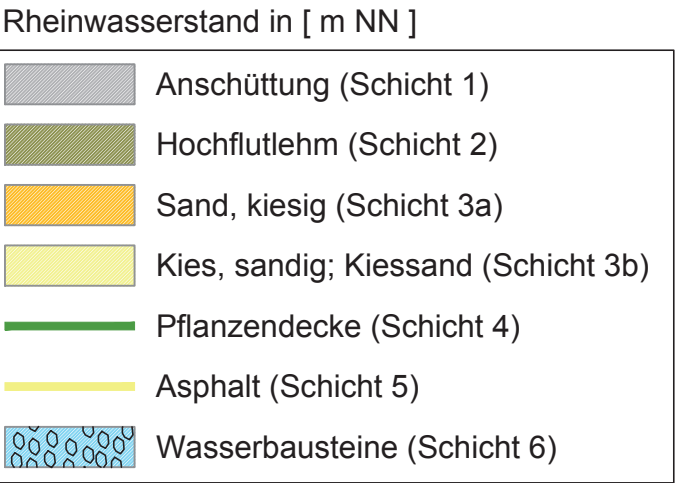 Rheinwasserstand in [ m NN ]
Anschüttung (Schicht 1)
Hochflutlehm (Schicht 2)
Sand, kiesig (Schicht 3a)
Kies, sandig; Kiessand (Schicht 3b)
Pflanzendecke (Schicht 4)
Asphalt (Schicht 5)
Wasserbausteine (Schicht 6)